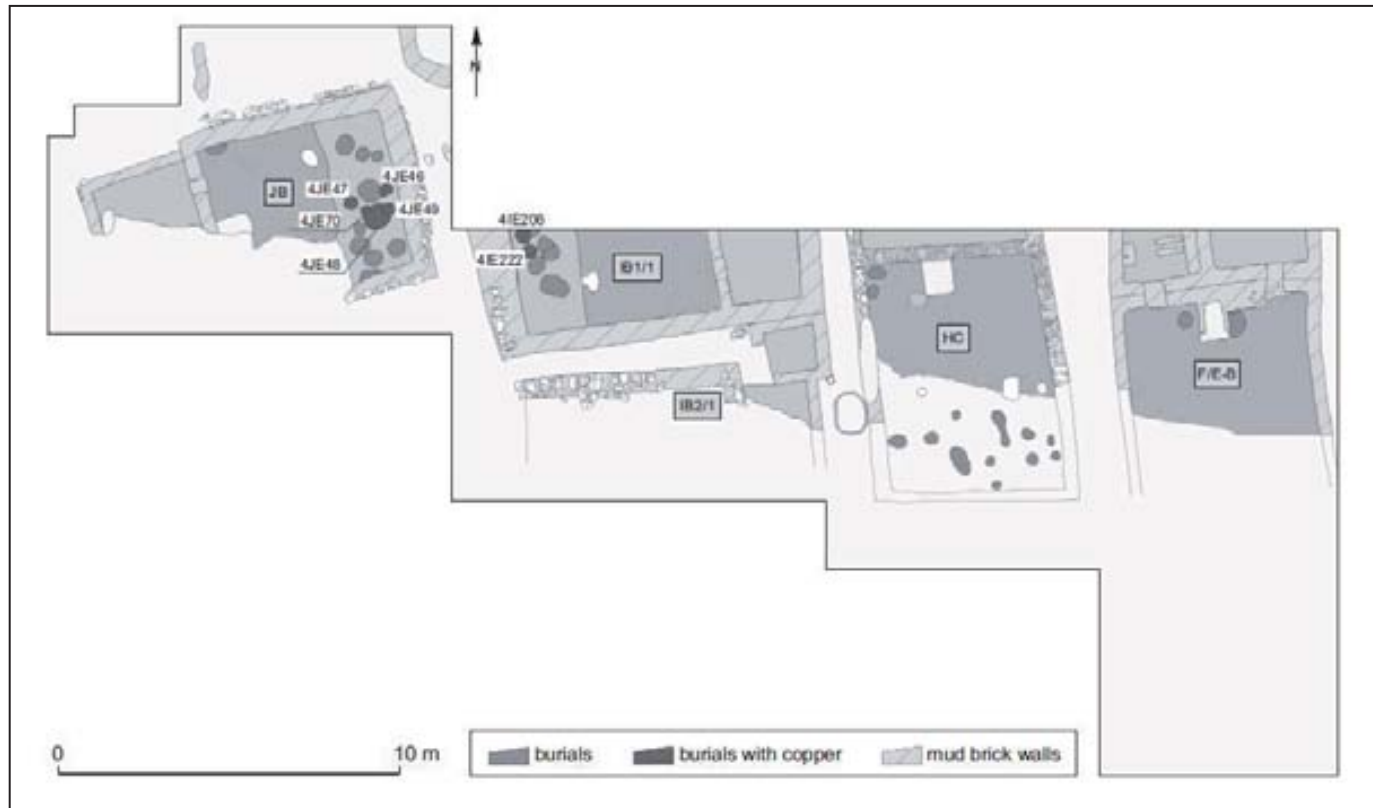 N
4JE46
4JE47
JB
4JE49
4JE70
4JE48
4IE206
4IE222
IB1/1
HC
F/E-B
IB2/1
0 10 m
burials burials with copper mud brick walls